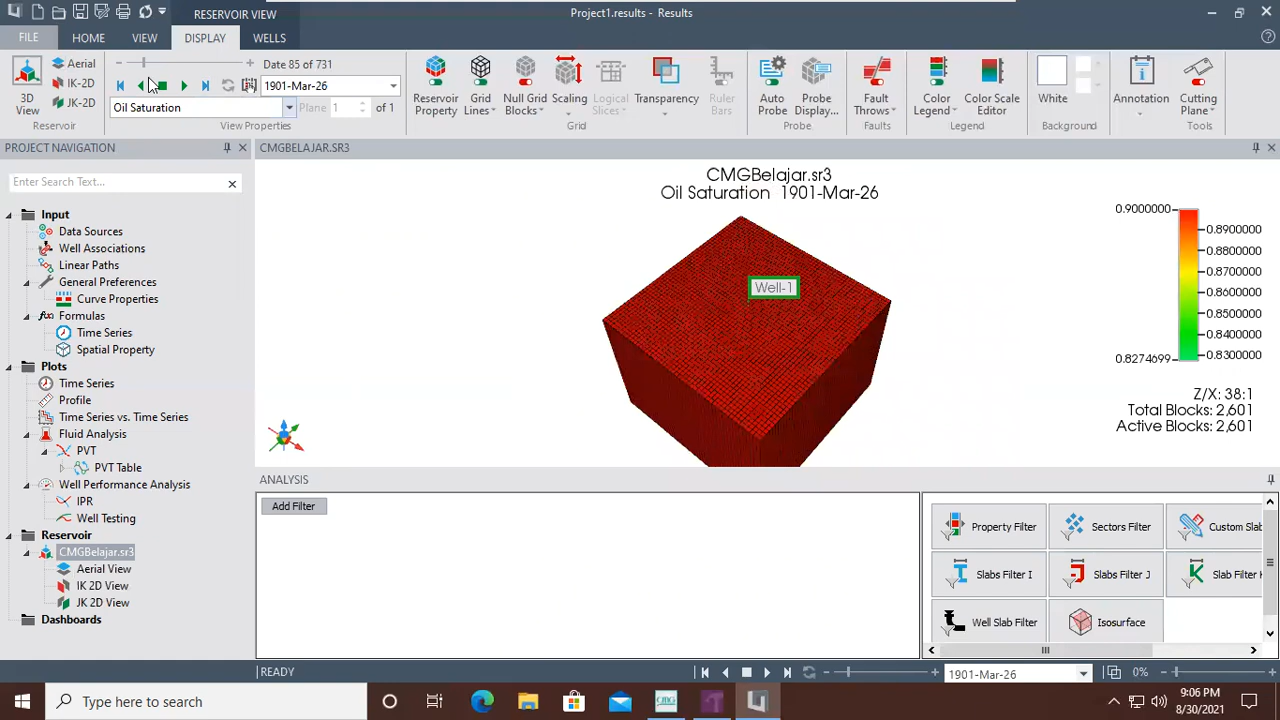 RESERVOIR VIEW
Project1.results - Results
FILE
HOME
VIEW
DISPLAY
WELLS
3D
View
Aerial
IK-2D
JK-2D
Reservoir
Date 85 of 731
1901-Mar-26
Oil Saturation
Plane 1 of 1
View Properties
Reservoir
Property
Grid
Lines
Null Grid
Blocks
Scaling
Logical
Slices
Transparency
Ruler
Bars
Grid
Auto
Probe
Probe
Display...
Probe
Fault
Throws
Faults
Color
Legend
Color Scale
Editor
Legend
White
Background
Annotation
Cutting
Plane
Tools
PROJECT NAVIGATION
Enter Search Text...
Input
Data Sources
Well Associations
Linear Paths
General Preferences
Curve Properties
Formulas
Time Series
Spatial Property
Plots
Time Series
Profile
Time Series vs. Time Series
Fluid Analysis
PVT
PVT Table
Well Performance Analysis
IPR
Well Testing
Reservoir
CMGBelajar.sr3
Aerial View
IK 2D View
JK 2D View
Dashboards
CMGBELAJAR.SR3
CMGBelajar.sr3
Oil Saturation 1901-Mar-26
Well-1
0.9000000
0.8900000
0.8800000
0.8700000
0.8600000
0.8500000
0.8400000
0.8300000
0.8274699
Z/X: 38:1
Total Blocks: 2,601
Active Blocks: 2,601
ANALYSIS
Add Filter
Property Filter
Sectors Filter
Custom Slab
Slabs Filter I
Slabs Filter J
Slab Filter K
Well Slab Filter
Isosurface
READY
1901-Mar-26
0%
Type here to search
CMG
9:06 PM
8/30/2021